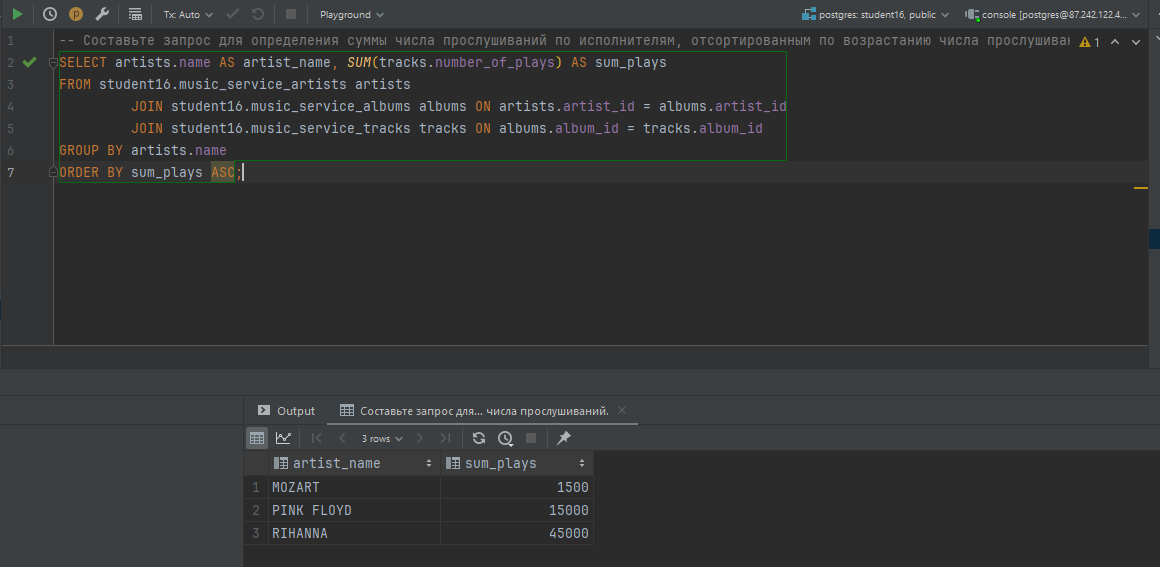 Tx: Auto
Playground
postgres: student16, public
console [postgres@87.242.122.4...
1 -- Составьте запрос для определения суммы числа прослушиваний по исполнителям, отсортированным по возрастанию числа прослушиван
1
2 SELECT artists.name AS artist_name, SUM(tracks.number_of_plays) AS sum_plays
3 FROM student16.music_service_artists artists
4 JOIN student16.music_service_albums albums ON artists.artist_id = albums.artist_id
5 JOIN student16.music_service_tracks tracks ON albums.album_id = tracks.album_id
6 GROUP BY artists.name
7 ORDER BY sum_plays ASC;
Output
Составьте запрос для... числа прослушиваний.
3 rows
artist_name sum_plays
1 MOZART 1500
2 PINK FLOYD 15000
3 RIHANNA 45000